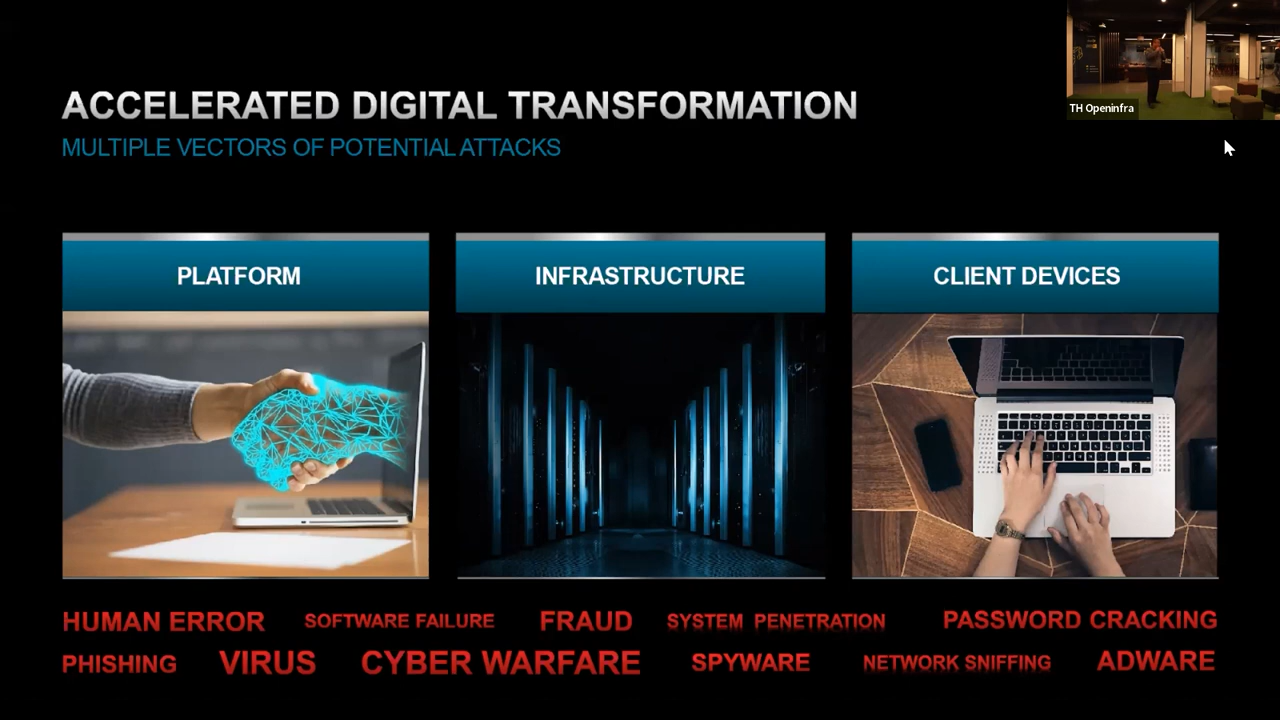 ACCELERATED DIGITAL TRANSFORMATION
MULTIPLE VECTORS OF POTENTIAL ATTACKS
TH Openinfra
PLATFORM
INFRASTRUCTURE
CLIENT DEVICES
HUMAN ERROR SOFTWARE FAILURE FRAUD SYSTEM PENETRATION PASSWORD CRACKING
PHISHING VIRUS CYBER WARFARE SPYWARE NETWORK SNIFFING ADWARE